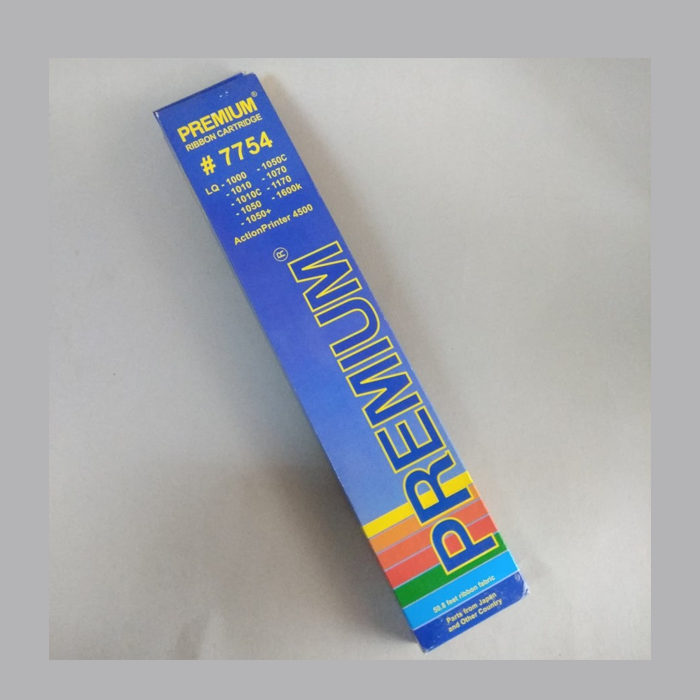 PREMIUM®
RIBBON CARTRIDGE
# 7754
LQ - 1000 - 1050C
- 1010 - 1070
- 1010C - 1170
- 1050 - 1600k
- 1050+
ActionPrinter 4500
PREMIUM®
50.8 feet ribbon fabric
Parts from Japan
and Other Country